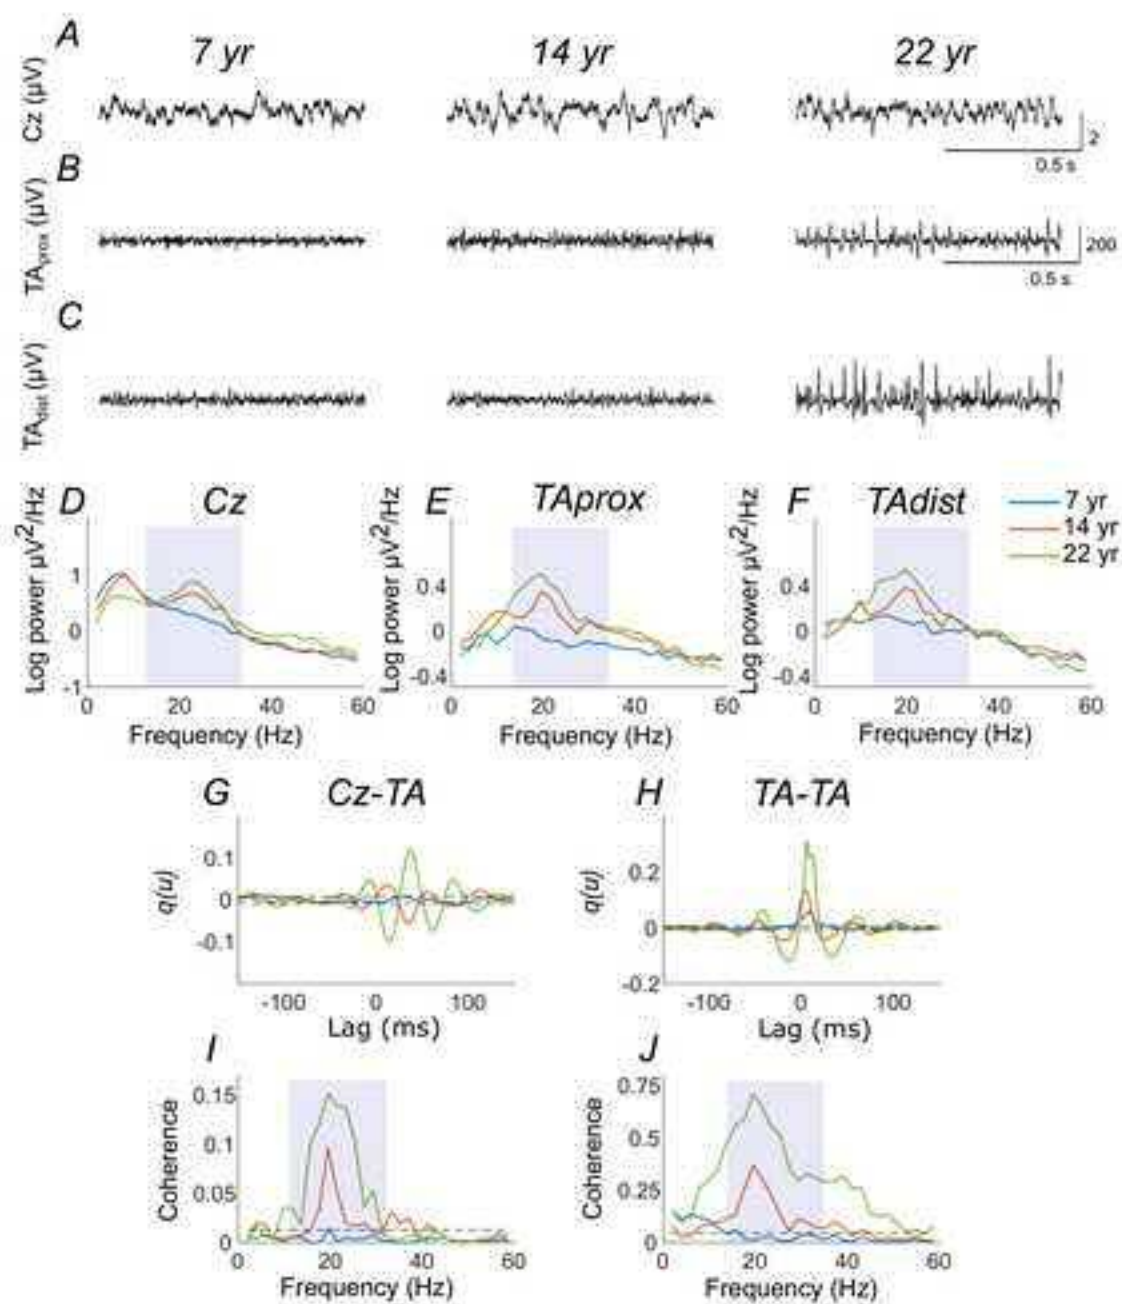 A
7 yr 14 yr 22 yr
Cz (µV)
2
0.5 s
B
TAprox (µV)
200
0.5 s
C
TAdist (µV)
D Cz E TAprox F TAdist
7 yr
14 yr
22 yr
Log power µV²/Hz
1
0
-1
0 20 40 60
Frequency (Hz)
Log power µV²/Hz
0.4
0
-0.4
0 20 40 60
Frequency (Hz)
Log power µV²/Hz
0.4
0
-0.4
0 20 40 60
Frequency (Hz)
G Cz-TA H TA-TA
q(u)
0.1
0
-0.1
-100 0 100
Lag (ms)
q(u)
0.2
0
-0.2
-100 0 100
Lag (ms)
I J
Coherence
0.15
0.1
0.05
0
0 20 40 60
Frequency (Hz)
Coherence
0.75
0.5
0.25
0
0 20 40 60
Frequency (Hz)